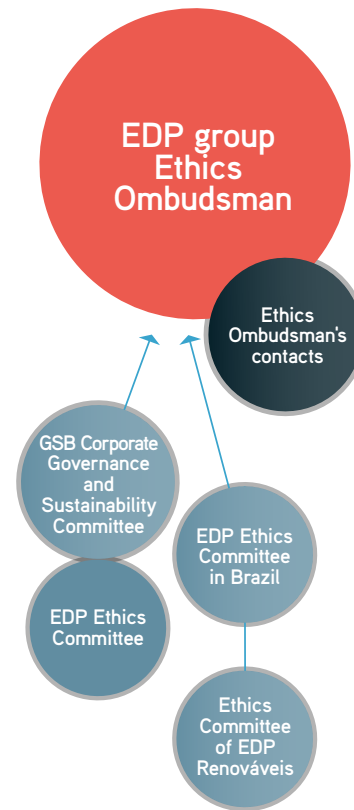 EDP group
Ethics
Ombudsman
Ethics
Ombudsman's
contacts
GSB Corporate
Governance
and
Sustainability
Committee
EDP Ethics
Committee
in Brazil
EDP Ethics
Committee
Ethics
Committee
of EDP
Renováveis